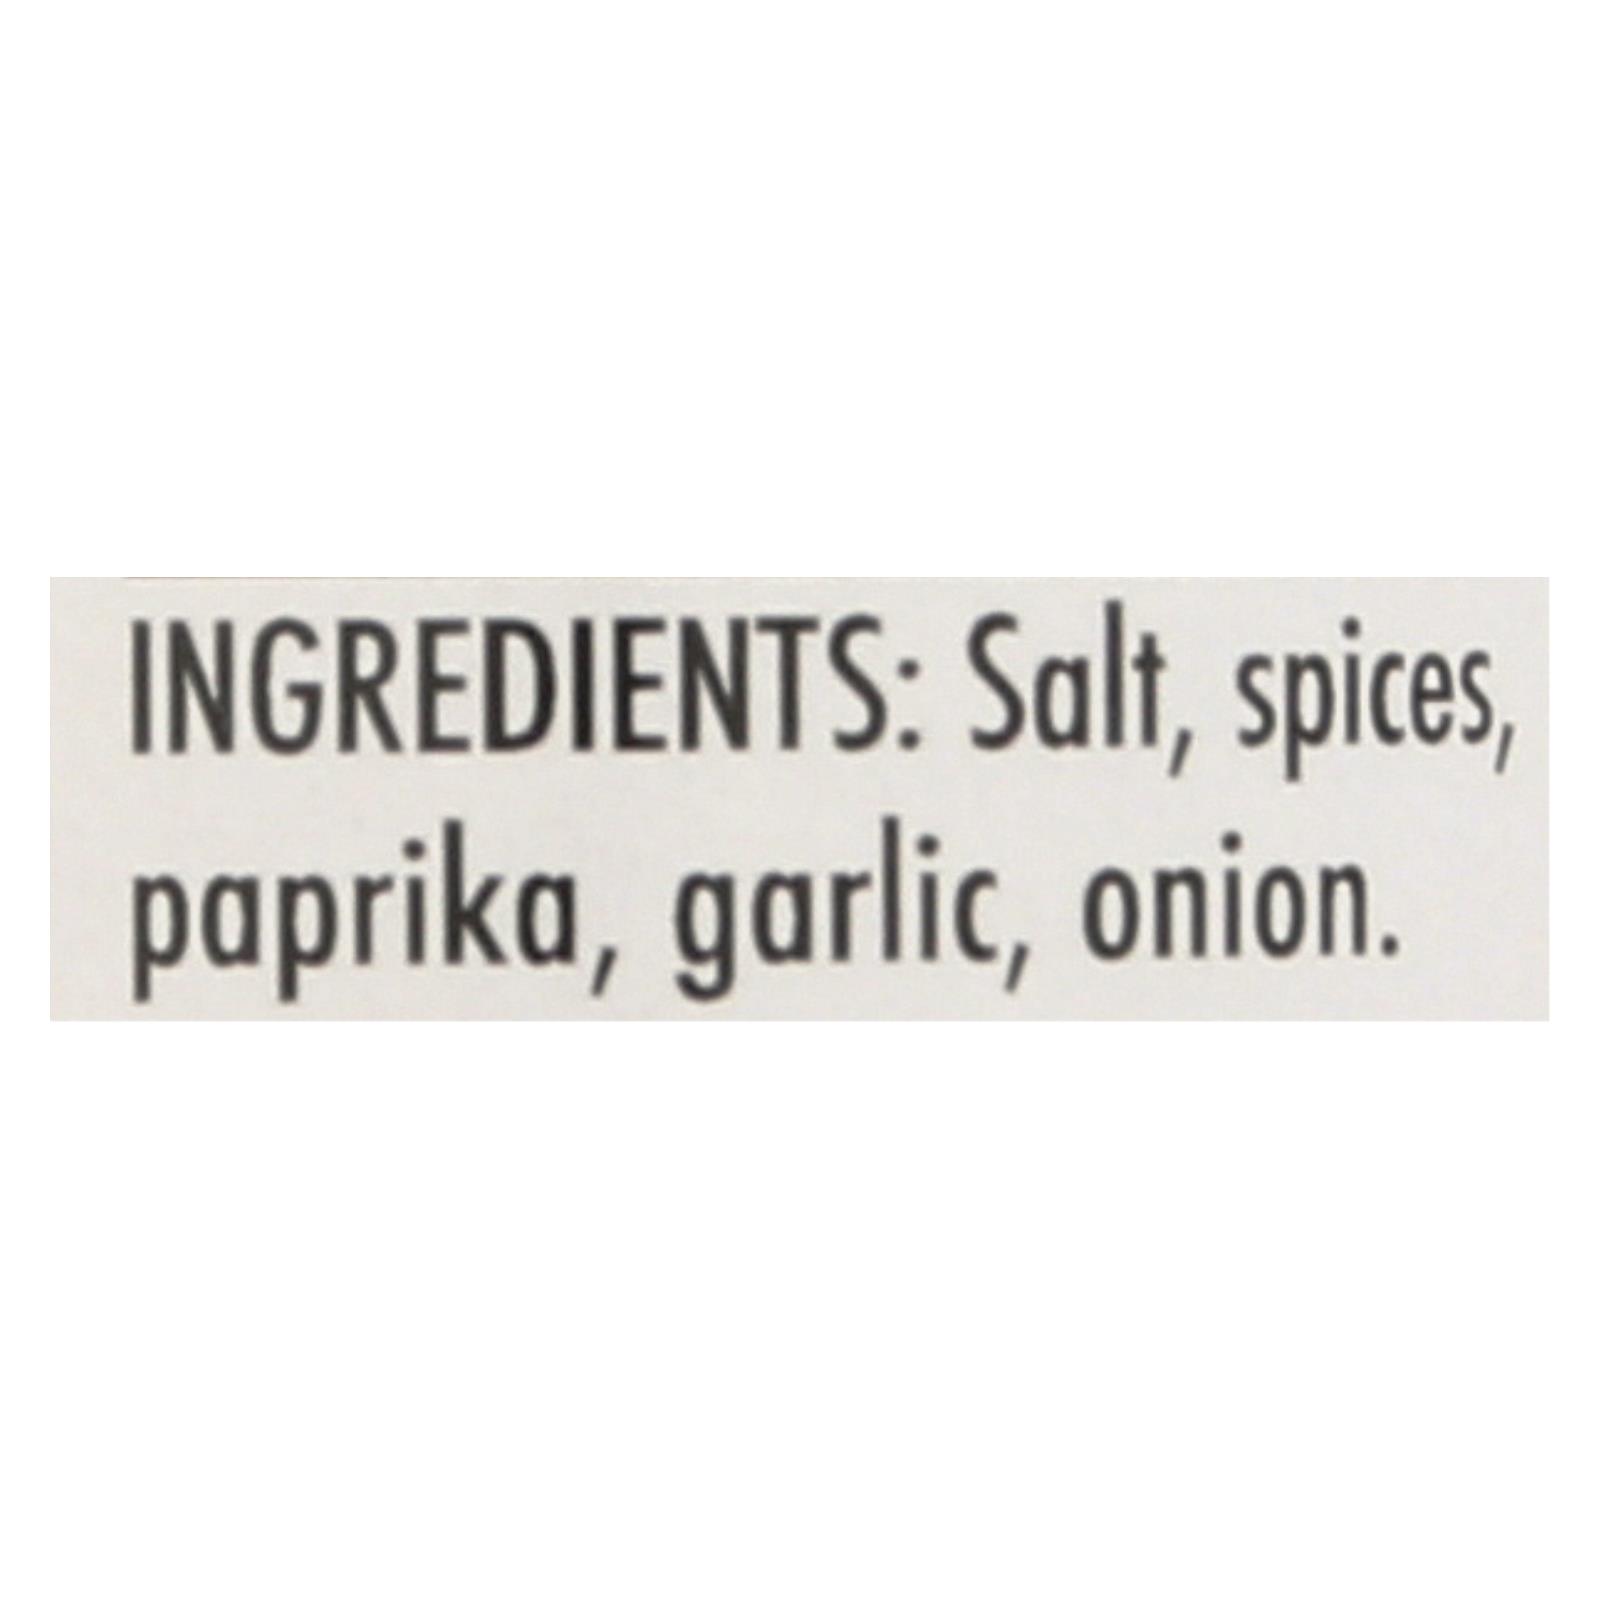 INGREDIENTS: Salt, spices,
paprika, garlic, onion.